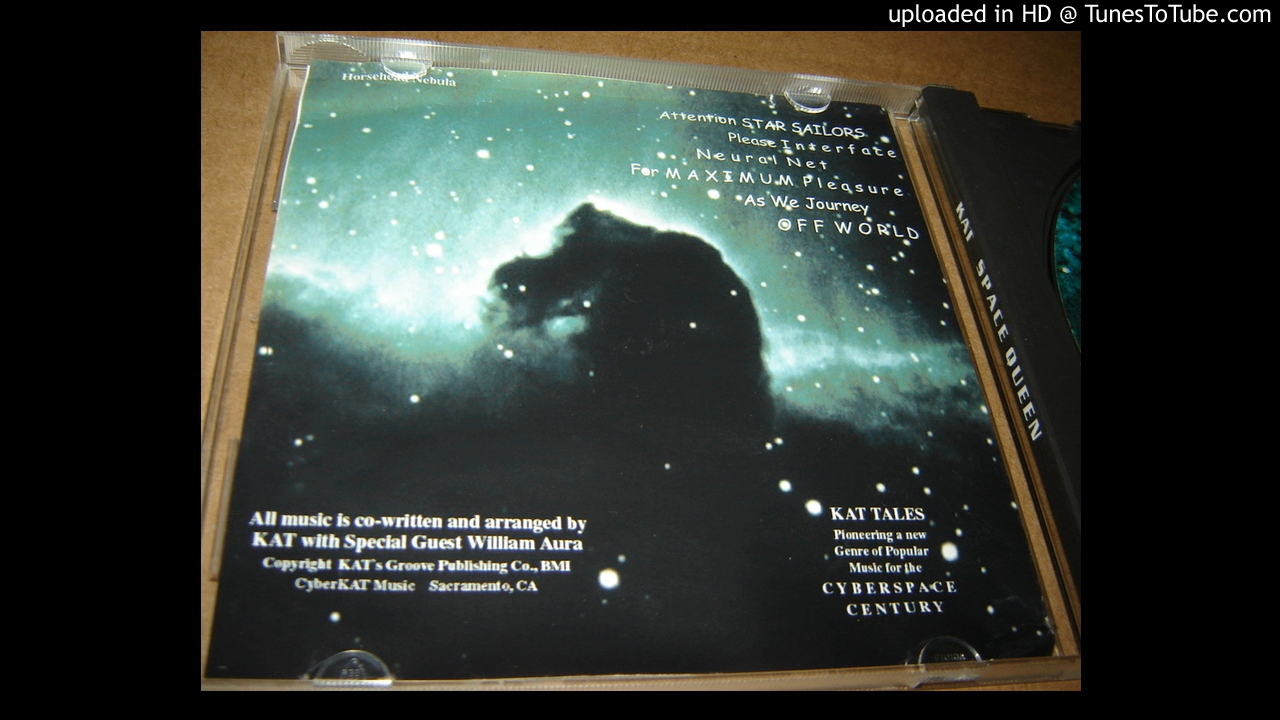 uploaded in HD @ TunesToTube.com
Horsehead Nebula
Attention STAR SAILORS
Please Interface
Neural Net
For MAXIMUM Pleasure
As We Journey
OFF WORLD
KAT SPACE QUEEN
All music is co-written and arranged by
KAT with Special Guest William Aura
Copyright KAT's Groove Publishing Co., BMI
CyberKAT Music Sacramento, CA
KAT TALES
Pioneering a new
Genre of Popular
Music for the
CYBERSPACE
CENTURY